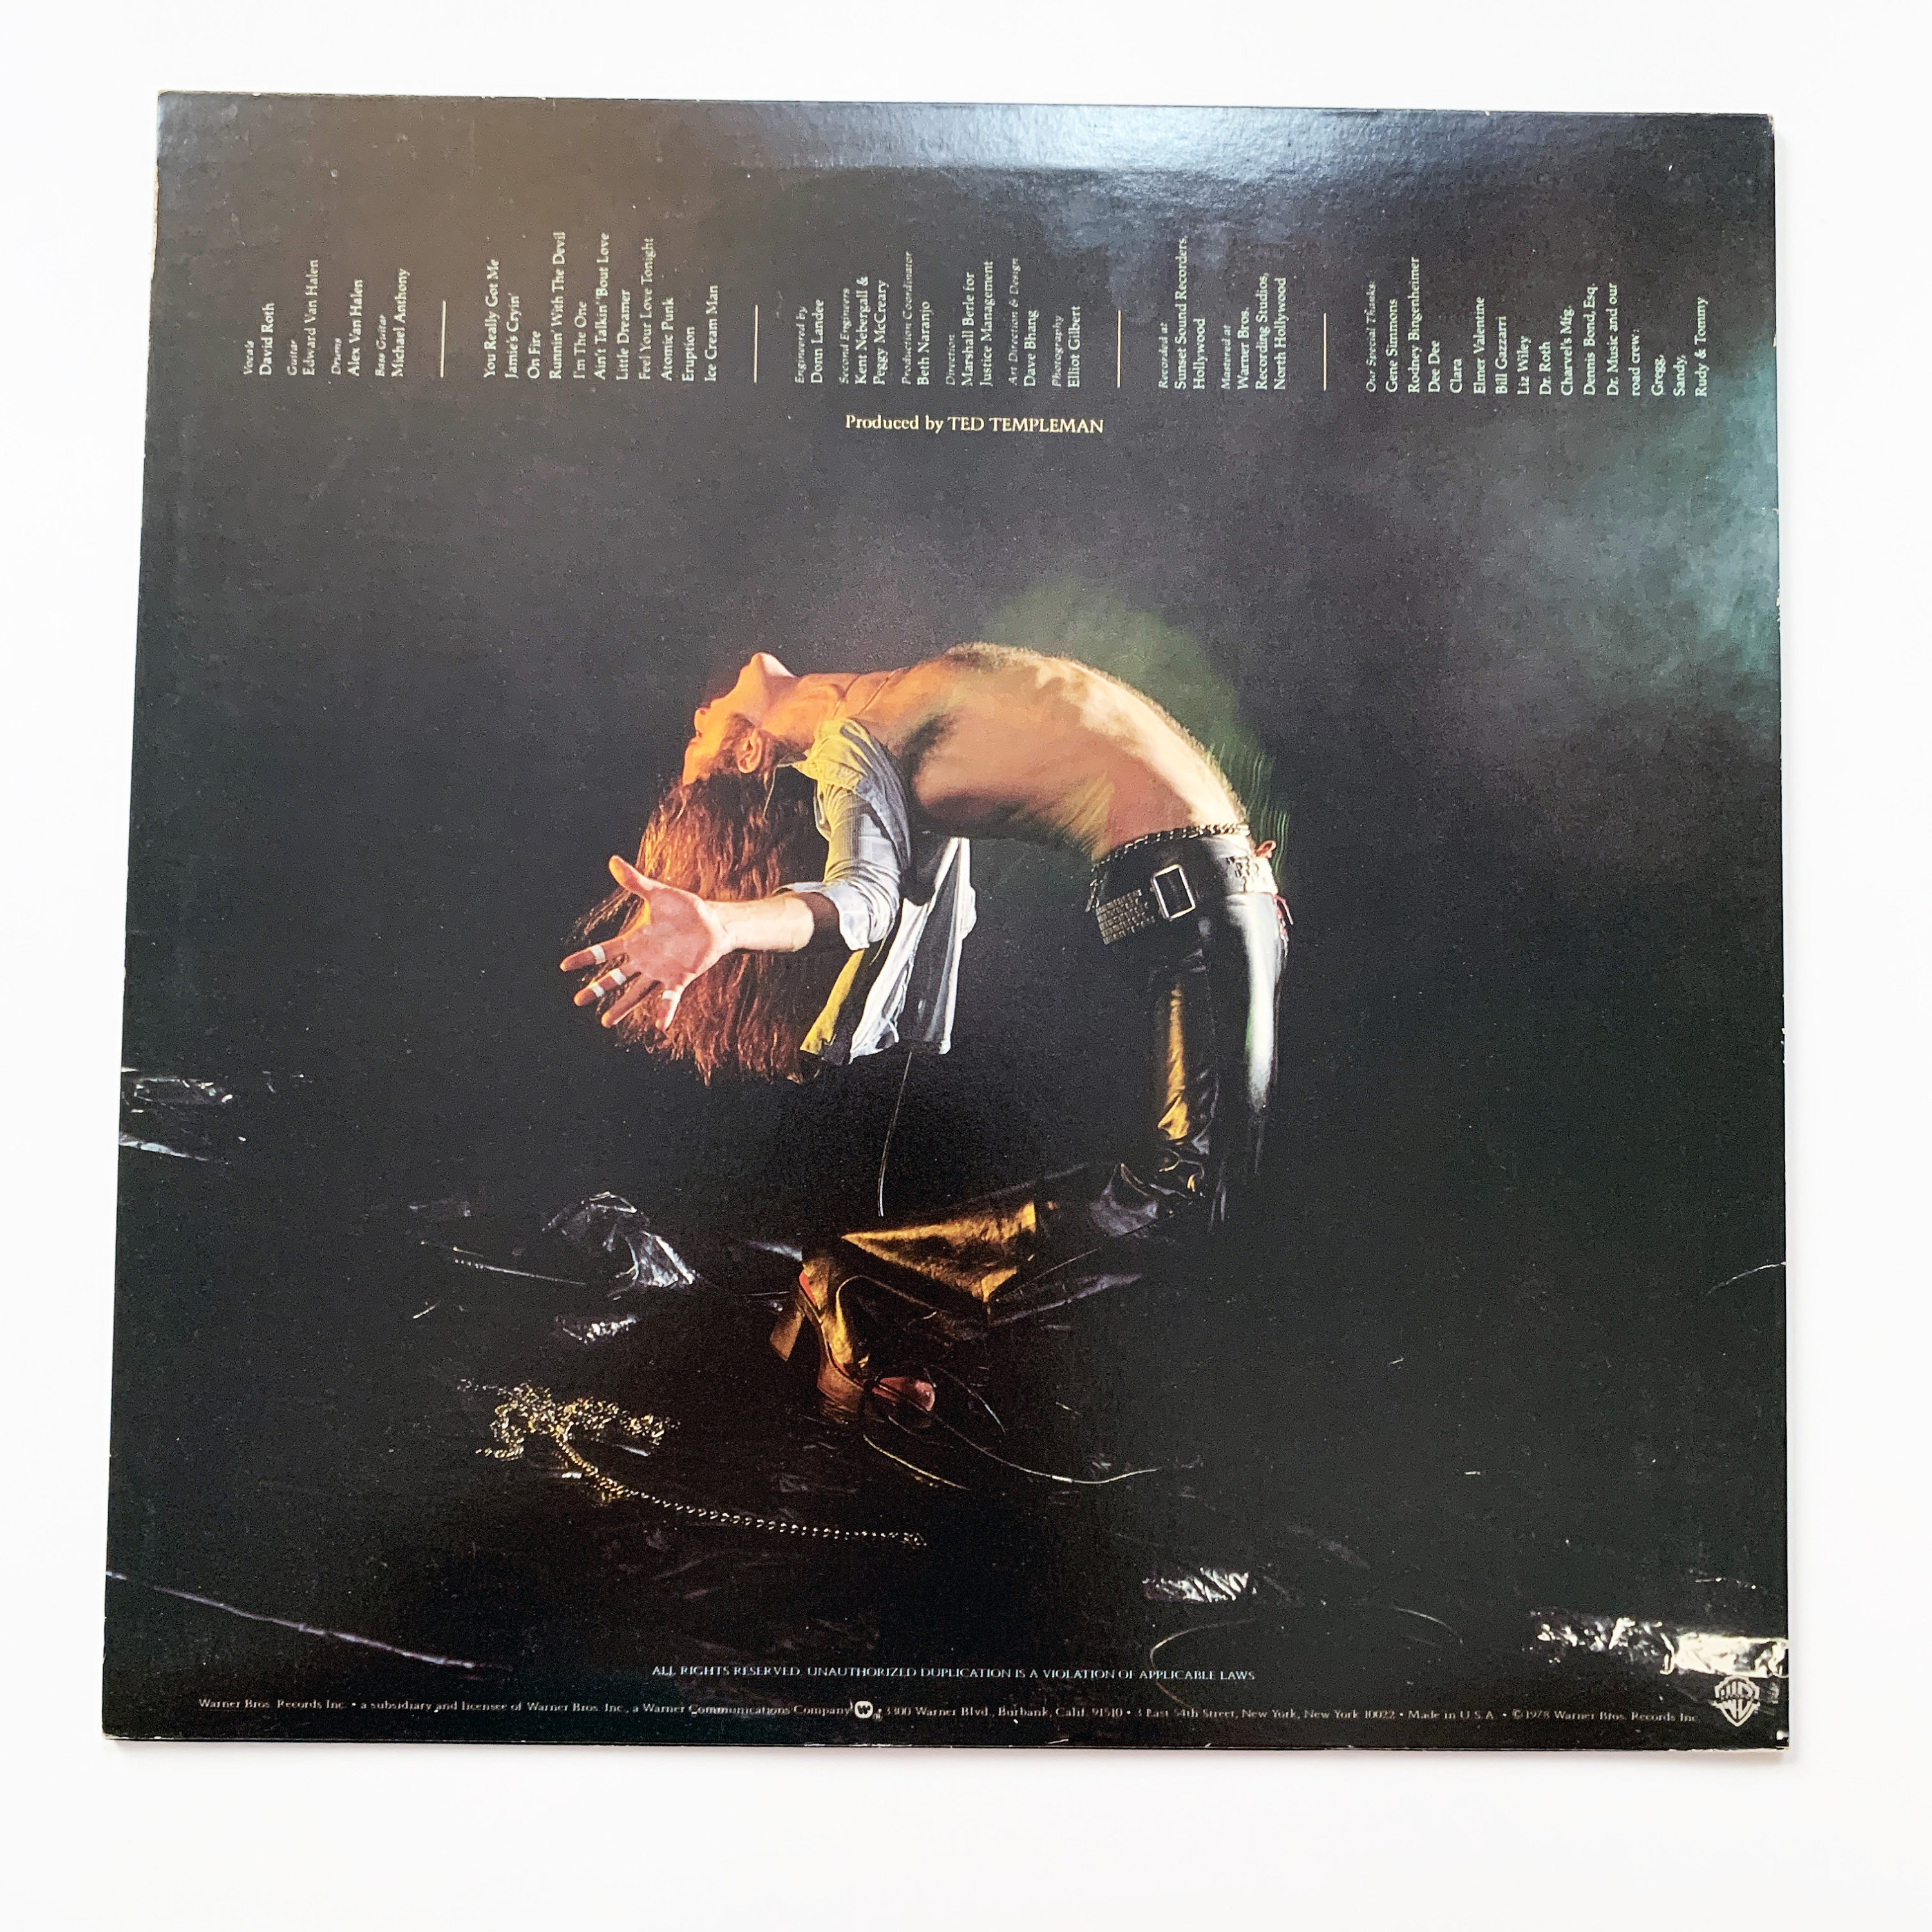 Vocals
David Roth
Guitar
Edward Van Halen
Drums
Alex Van Halen
Bass Guitar
Michael Anthony
You Really Got Me
Jamie's Cryin'
On Fire
Runnin' With The Devil
I'm The One
Ain't Talkin' 'Bout Love
Little Dreamer
Feel Your Love Tonight
Atomic Punk
Eruption
Ice Cream Man
Engineered by
Donn Landee
Second Engineers
Kent Nebergall &
Peggy McCreary
Production Coordinator
Beth Naranjo
Direction
Marshall Berle for
Justice Management
Art Direction & Design
Dave Bhang
Photography
Elliot Gilbert
Recorded at
Sunset Sound Recorders,
Hollywood
Mastered at
Warner Bros.
Recording Studios,
North Hollywood
Our Special Thanks:
Gene Simmons
Rodney Bingenheimer
Dee Dee
Clara
Elmer Valentine
Bill Gazzarri
Liz Wiley
Dr. Roth
Charvel's Mfg.
Dennis Bond, Esq.
Dr. Music and our
road crew:
Gregg,
Sandy,
Rudy & Tommy
Produced by TED TEMPLEMAN
ALL RIGHTS RESERVED. UNAUTHORIZED DUPLICATION IS A VIOLATION OF APPLICABLE LAWS
Warner Bros. Records Inc. • a subsidiary and licensee of Warner Bros. Inc., a Warner Communications Company • 3300 Warner Blvd., Burbank, Calif. 91510 • 3 East 54th Street, New York, New York 10022 • Made in U.S.A. • © 1978 Warner Bros. Records Inc.